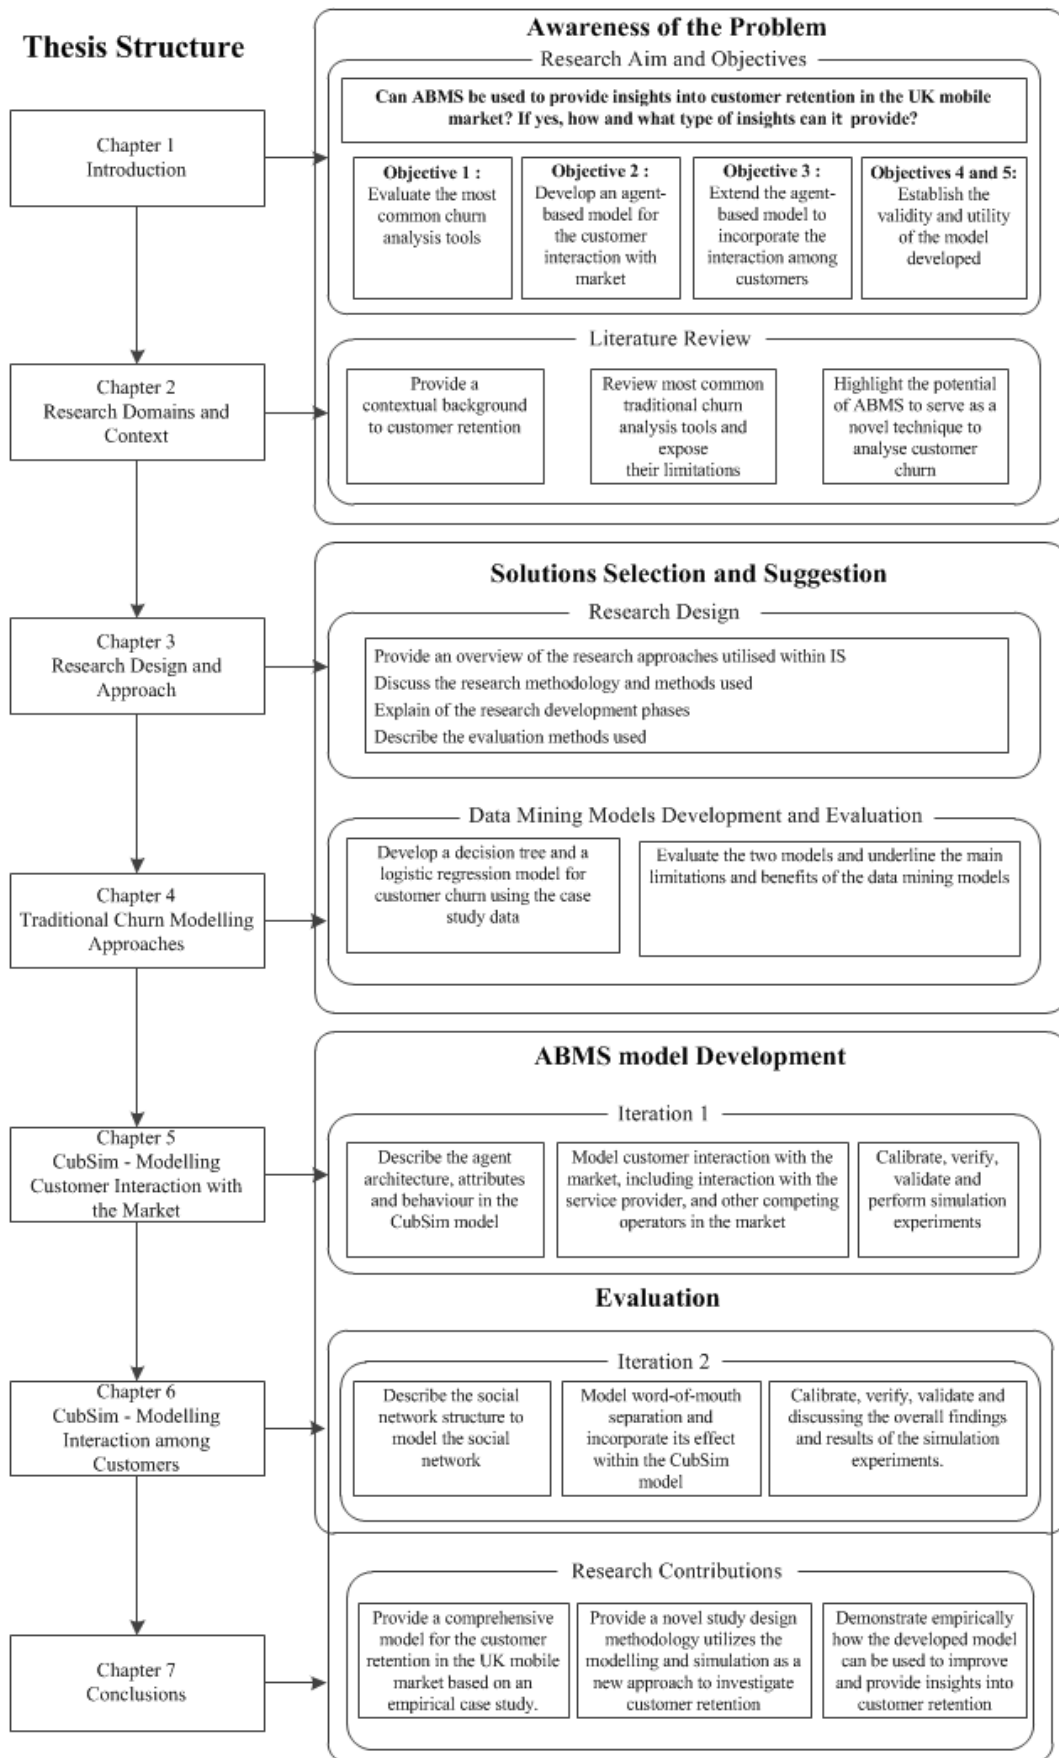 Thesis Structure
Awareness of the Problem
Research Aim and Objectives
Can ABMS be used to provide insights into customer retention in the UK mobile
market? If yes, how and what type of insights can it provide?
Chapter 1
Introduction
Objective 1 :
Evaluate the most
common churn
analysis tools
Objective 2 :
Develop an agent-
based model for
the customer
interaction with
market
Objective 3 :
Extend the agent-
based model to
incorporate the
interaction among
customers
Objectives 4 and 5:
Establish the
validity and utility
of the model
developed
Literature Review
Chapter 2
Research Domains and
Context
Provide a
contextual background
to customer retention
Review most common
traditional churn
analysis tools and
expose
their limitations
Highlight the potential
of ABMS to serve as a
novel technique to
analyse customer
churn
Solutions Selection and Suggestion
Research Design
Chapter 3
Research Design and
Approach
Provide an overview of the research approaches utilised within IS
Discuss the research methodology and methods used
Explain of the research development phases
Describe the evaluation methods used
Data Mining Models Development and Evaluation
Chapter 4
Traditional Churn Modelling
Approaches
Develop a decision tree and a
logistic regression model for
customer churn using the case
study data
Evaluate the two models and underline the main
limitations and benefits of the data mining models
ABMS model Development
Iteration 1
Chapter 5
CubSim - Modelling
Customer Interaction with
the Market
Describe the agent
architecture, attributes
and behaviour in the
CubSim model
Model customer interaction with the
market, including interaction with the
service provider, and other competing
operators in the market
Calibrate, verify,
validate and
perform simulation
experiments
Evaluation
Iteration 2
Chapter 6
CubSim - Modelling
Interaction among
Customers
Describe the social
network structure to
model the social
network
Model word-of-mouth
separation and
incorporate its effect
within the CubSim
model
Calibrate, verify, validate and
discussing the overall findings
and results of the simulation
experiments.
Research Contributions
Chapter 7
Conclusions
Provide a comprehensive
model for the customer
retention in the UK mobile
market based on an
empirical case study.
Provide a novel study design
methodology utilizes the
modelling and simulation as a
new approach to investigate
customer retention
Demonstrate empirically
how the developed model
can be used to improve
and provide insights into
customer retention